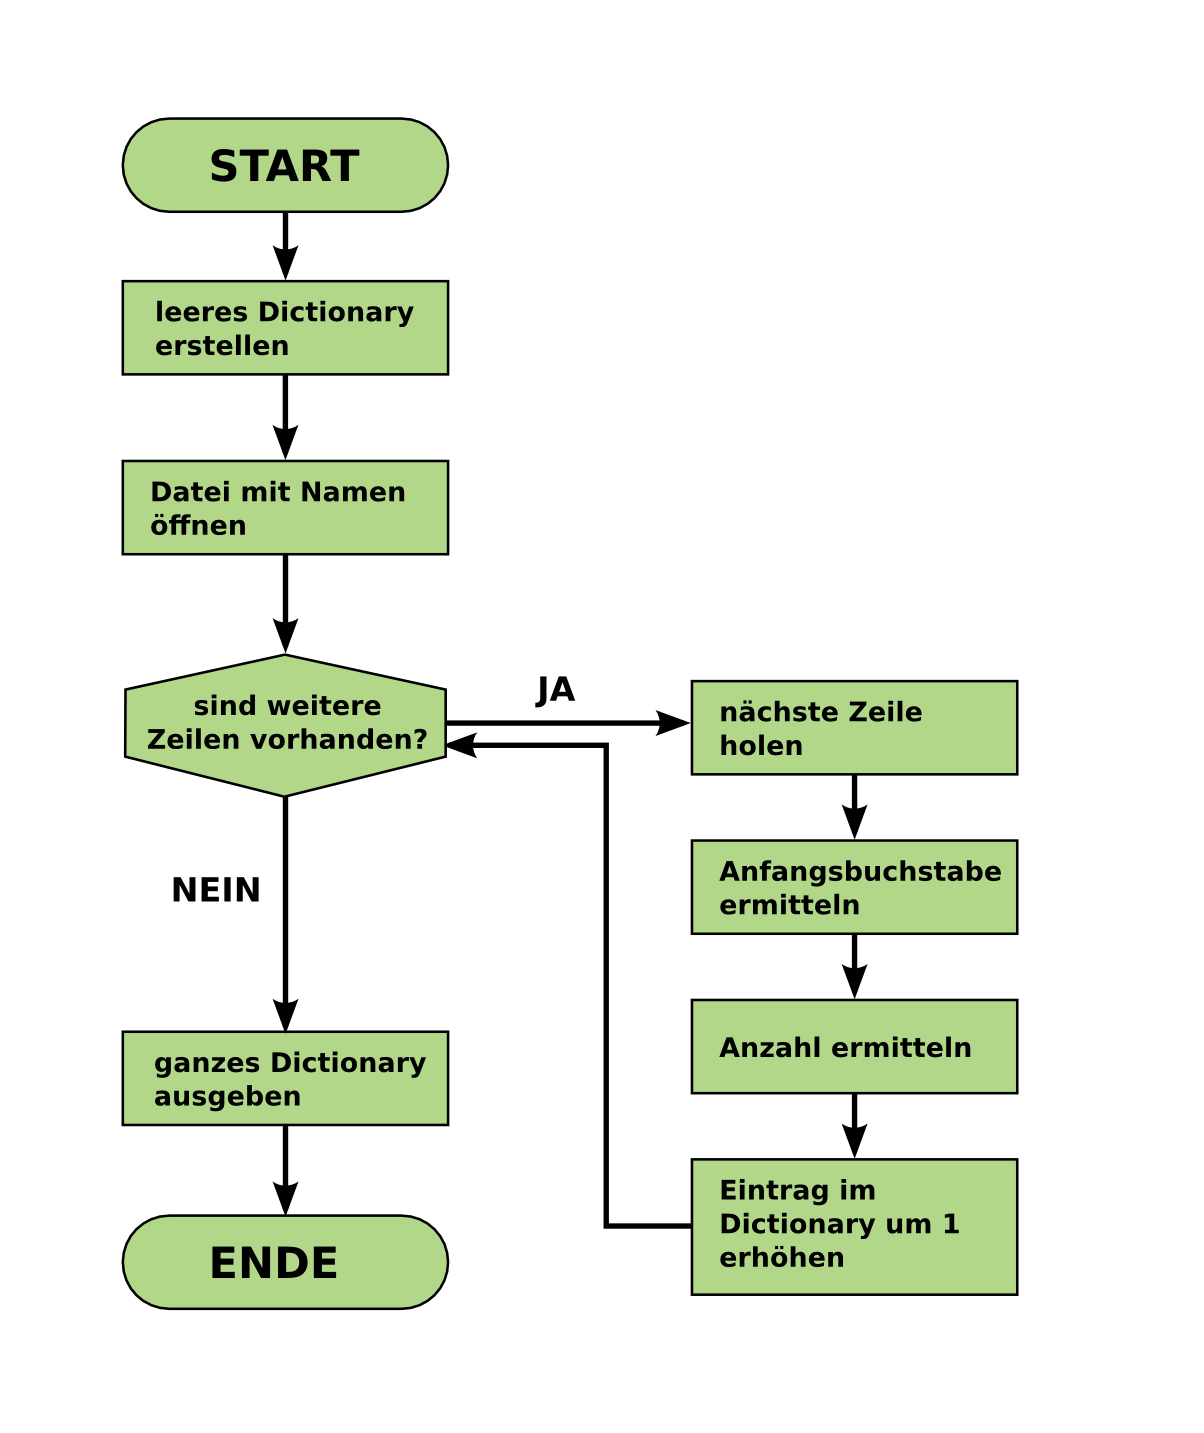 START
leeres Dictionary
erstellen
Datei mit Namen
öffnen
sind weitere
Zeilen vorhanden?
JA
nächste Zeile
holen
Anfangsbuchstabe
ermitteln
Anzahl ermitteln
Eintrag im
Dictionary um 1
erhöhen
NEIN
ganzes Dictionary
ausgeben
ENDE